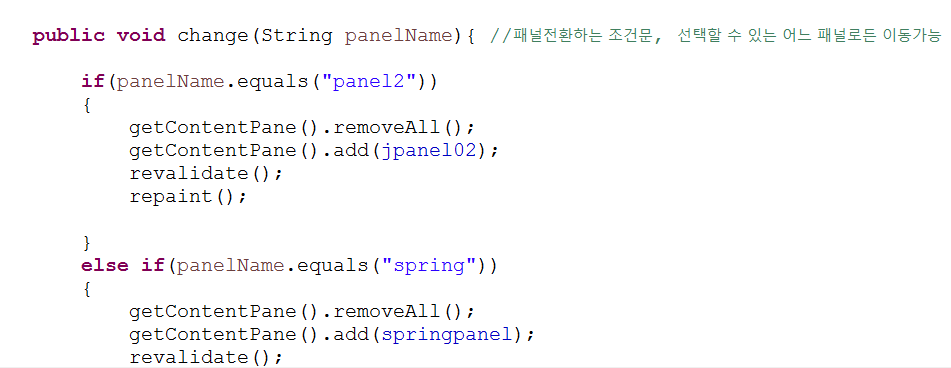 public void change(String panelName){ //패널전환하는 조건문, 선택할 수 있는 어느 패널로든 이동가능
if(panelName.equals("panel2"))
{
getContentPane().removeAll();
getContentPane().add(jpanel02);
revalidate();
repaint();
}
else if(panelName.equals("spring"))
{
getContentPane().removeAll();
getContentPane().add(springpanel);
revalidate();